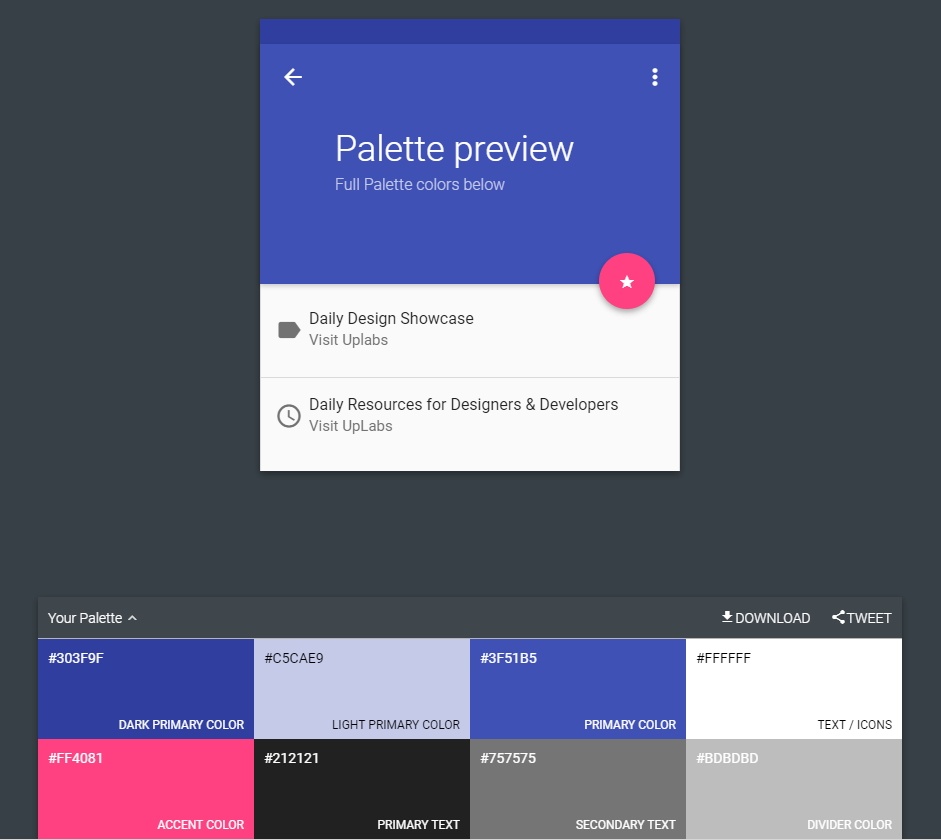 Palette preview
Full Palette colors below
Daily Design Showcase
Visit Uplabs
Daily Resources for Designers & Developers
Visit UpLabs
Your Palette
DOWNLOAD
TWEET
#303F9F
DARK PRIMARY COLOR
#C5CAE9
LIGHT PRIMARY COLOR
#3F51B5
PRIMARY COLOR
#FFFFFF
TEXT / ICONS
#FF4081
ACCENT COLOR
#212121
PRIMARY TEXT
#757575
SECONDARY TEXT
#BDBDBD
DIVIDER COLOR